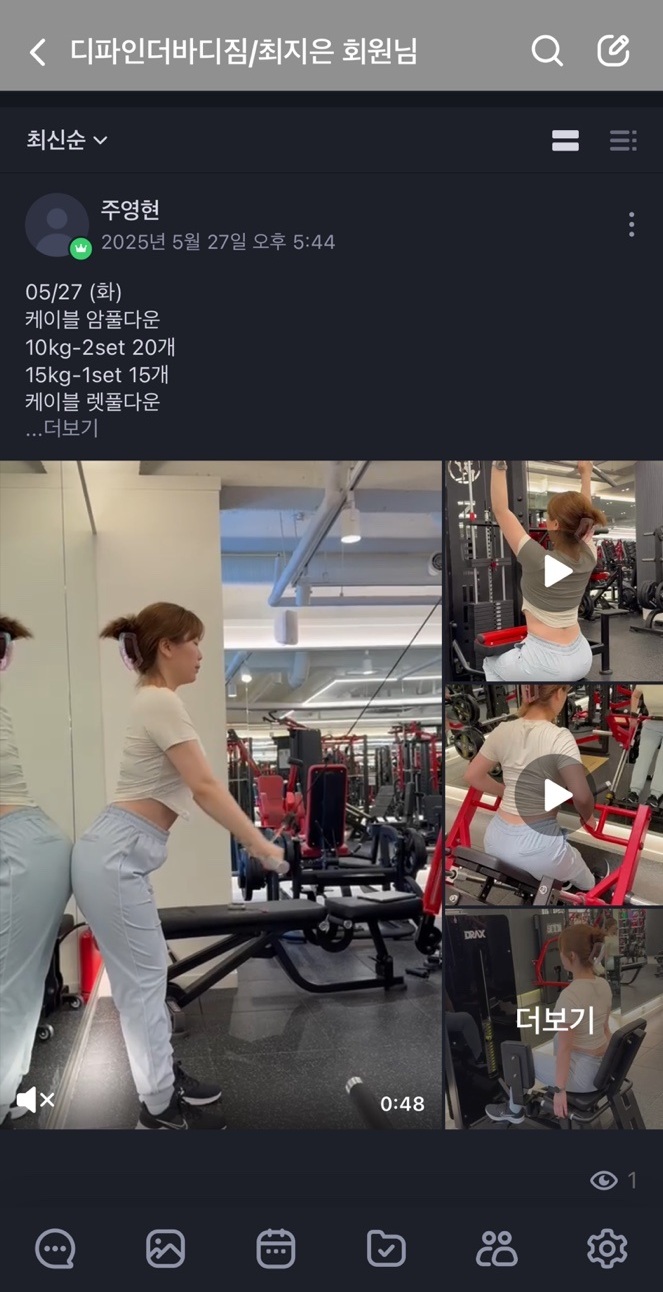 디파인더바디짐/최지은 회원님
최신순
주영현
2025년 5월 27일 오후 5:44
05/27 (화)
케이블 암풀다운
10kg-2set 20개
15kg-1set 15개
케이블 렛풀다운
...더보기
DRAX
더보기
0:48
1